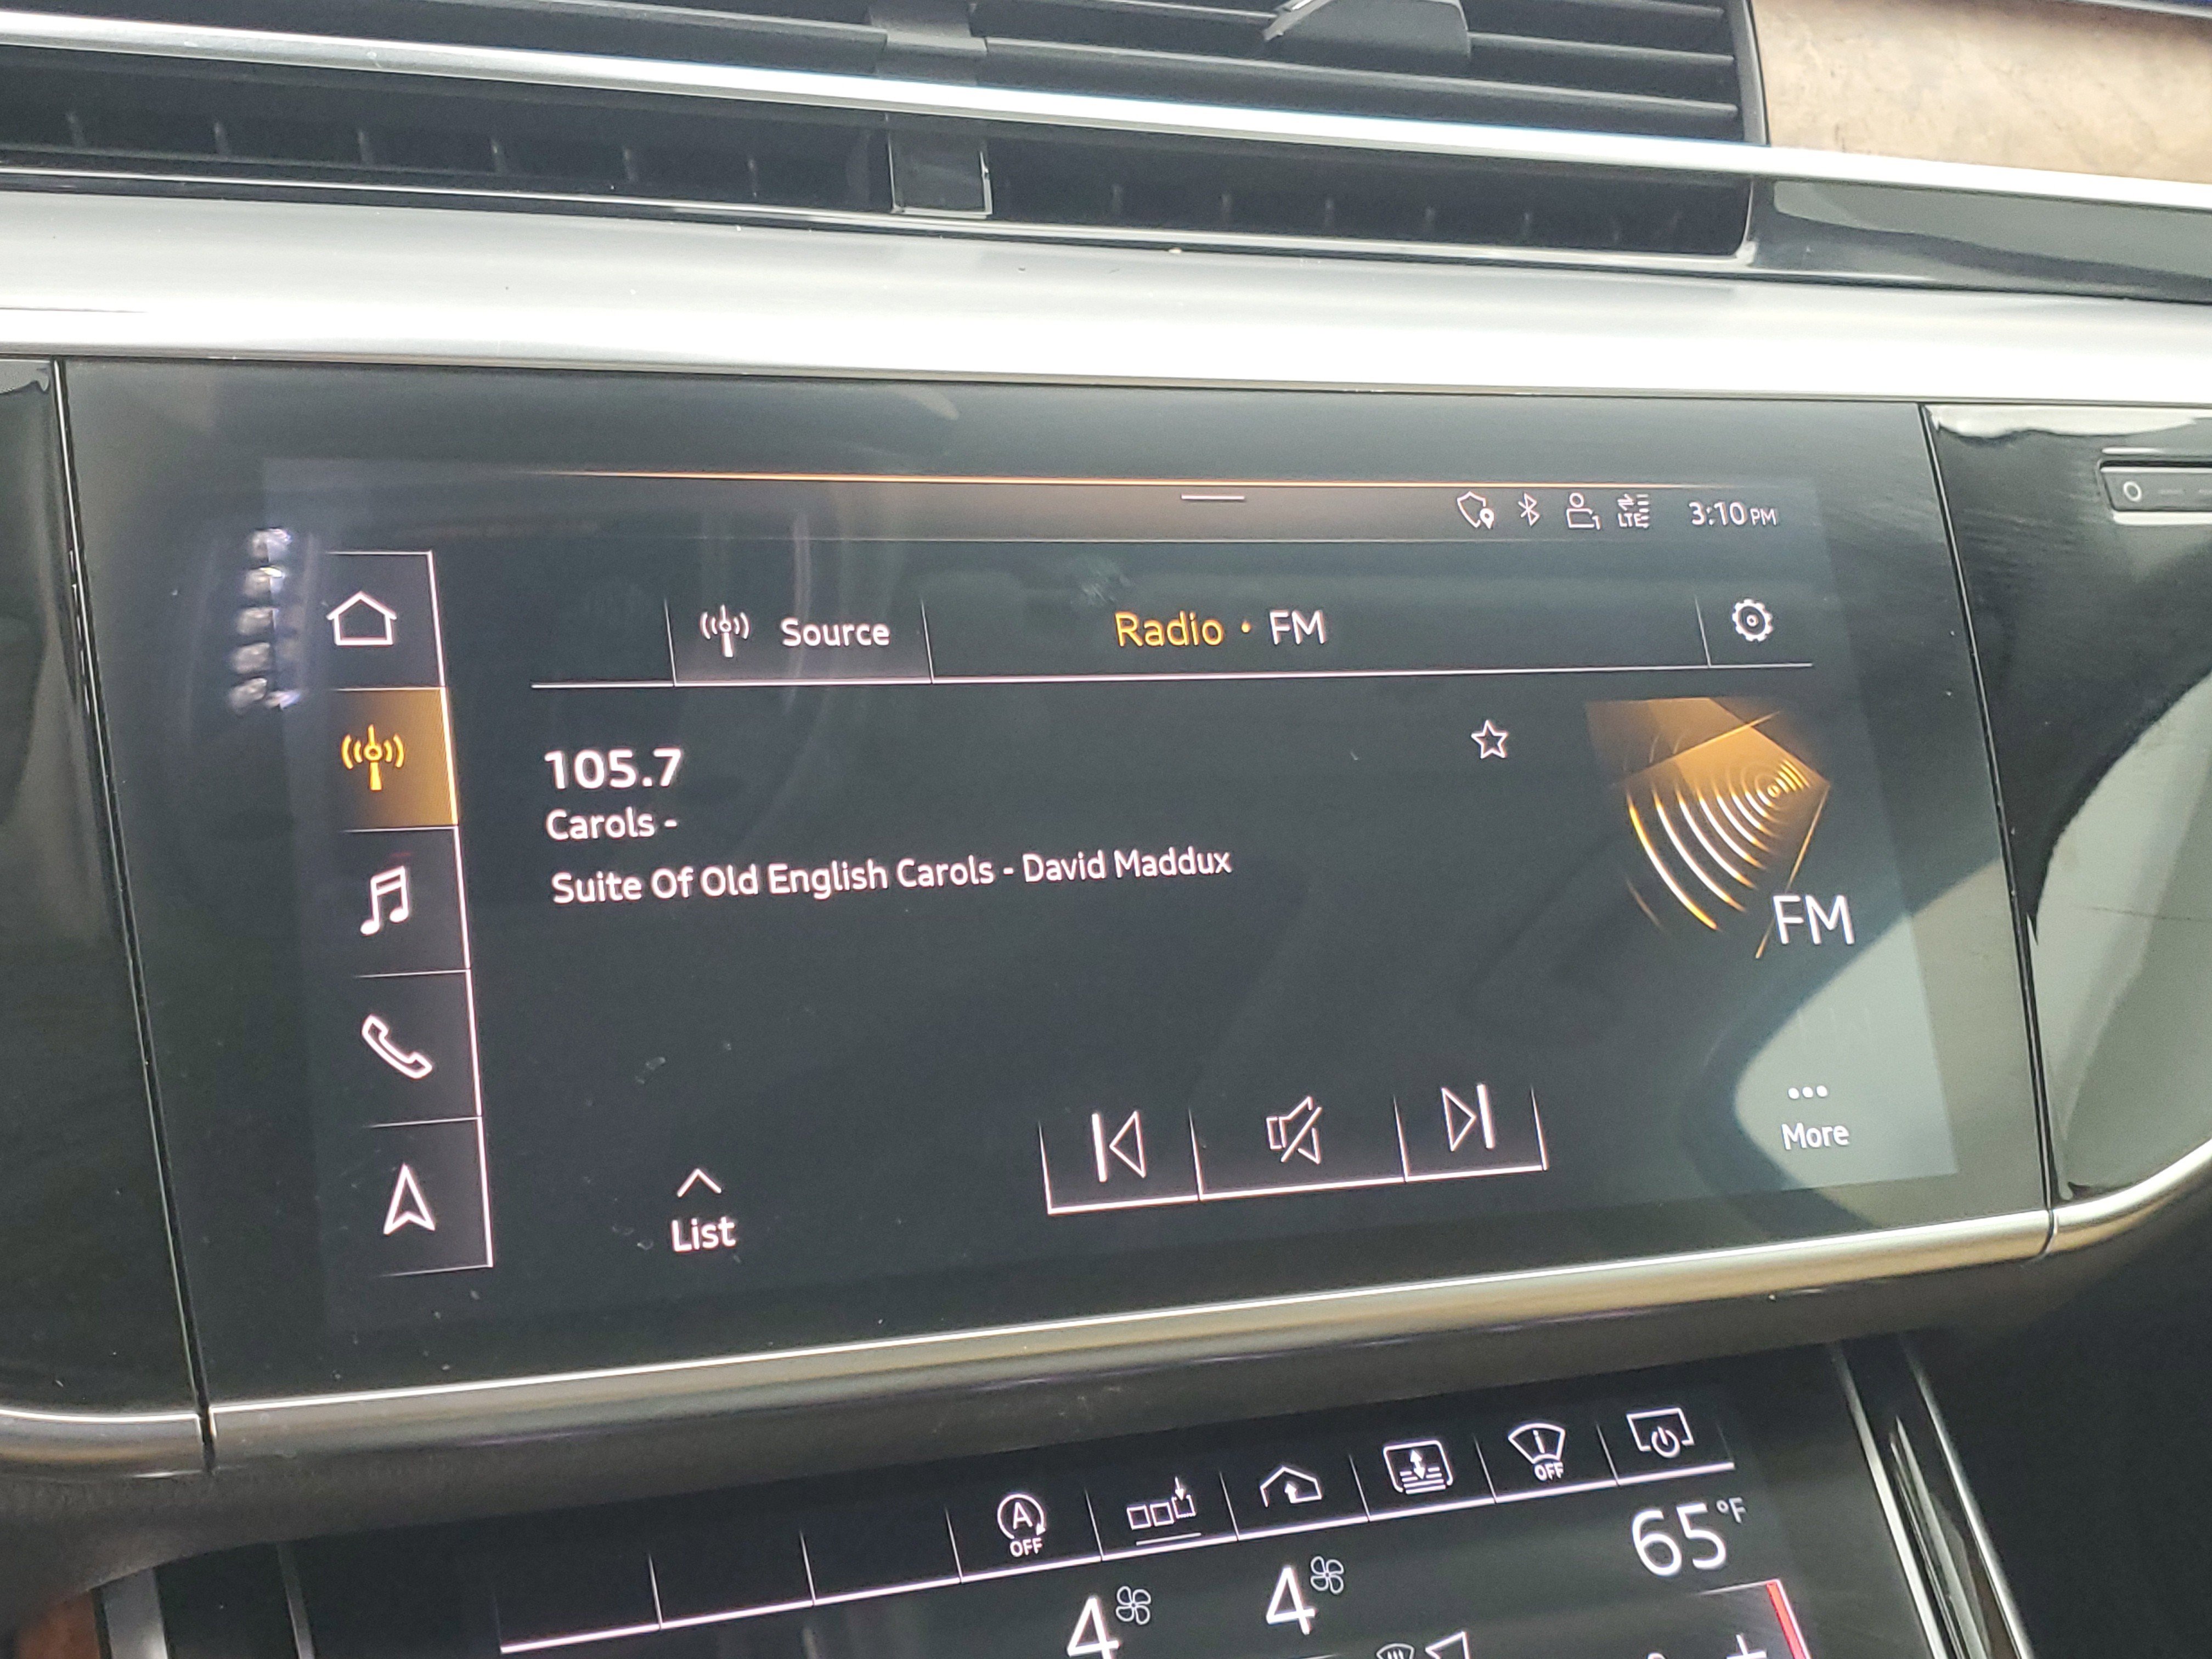 LTE 3:10 PM
Source
Radio • FM
105.7
Carols -
Suite Of Old English Carols - David Maddux
FM
List
More
A
OFF
OFF
65 °F
4
4